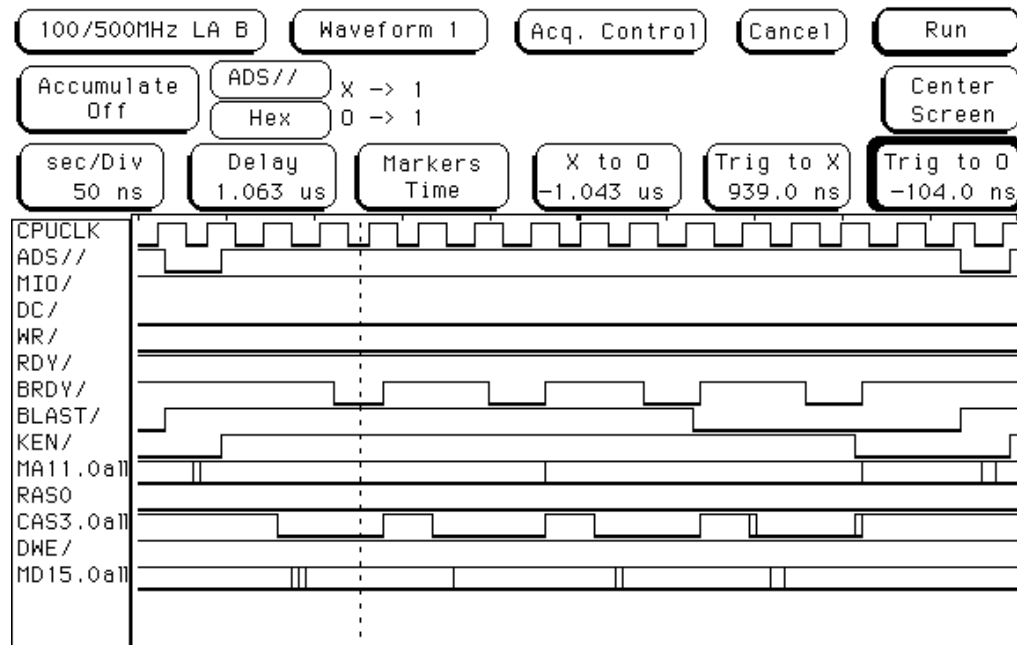 100/500MHz LA B Waveform 1 Acq. Control Cancel Run
Accumulate Off ADS// X -> 1 Center Screen
Hex O -> 1
sec/Div Delay Markers X to O Trig to X Trig to O
50 ns 1.063 us Time -1.043 us 939.0 ns -104.0 ns
CPUCLK
ADS//
MIO/
DC/
WR/
RDY/
BRDY/
BLAST/
KEN/
MA11.0all
RAS0
CAS3.0all
DWE/
MD15.0all